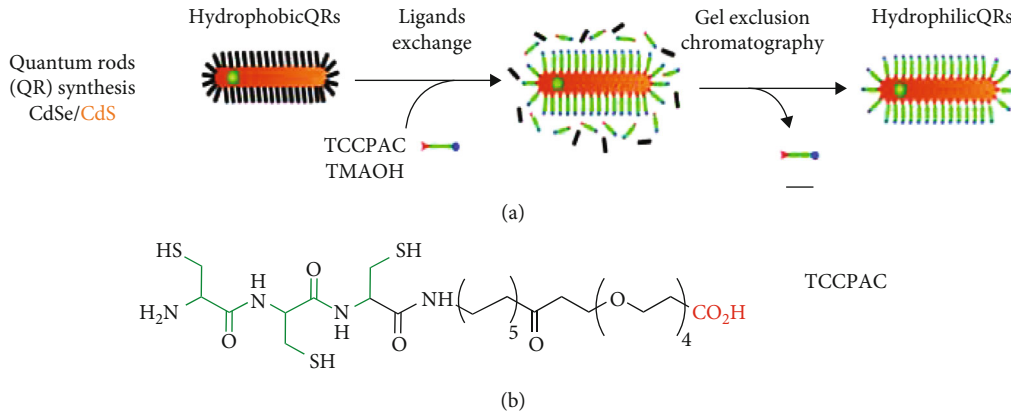 HydrophobicQRs
Ligands
exchange
Gel exclusion
chromatography
HydrophilicQRs
Quantum rods
(QR) synthesis
CdSe/CdS
TCCPAC
TMAOH
(a)
HS
SH
H
N
O
H2N
O
SH
N
H
O
NH
5
O
O
4
CO2H
TCCPAC
(b)